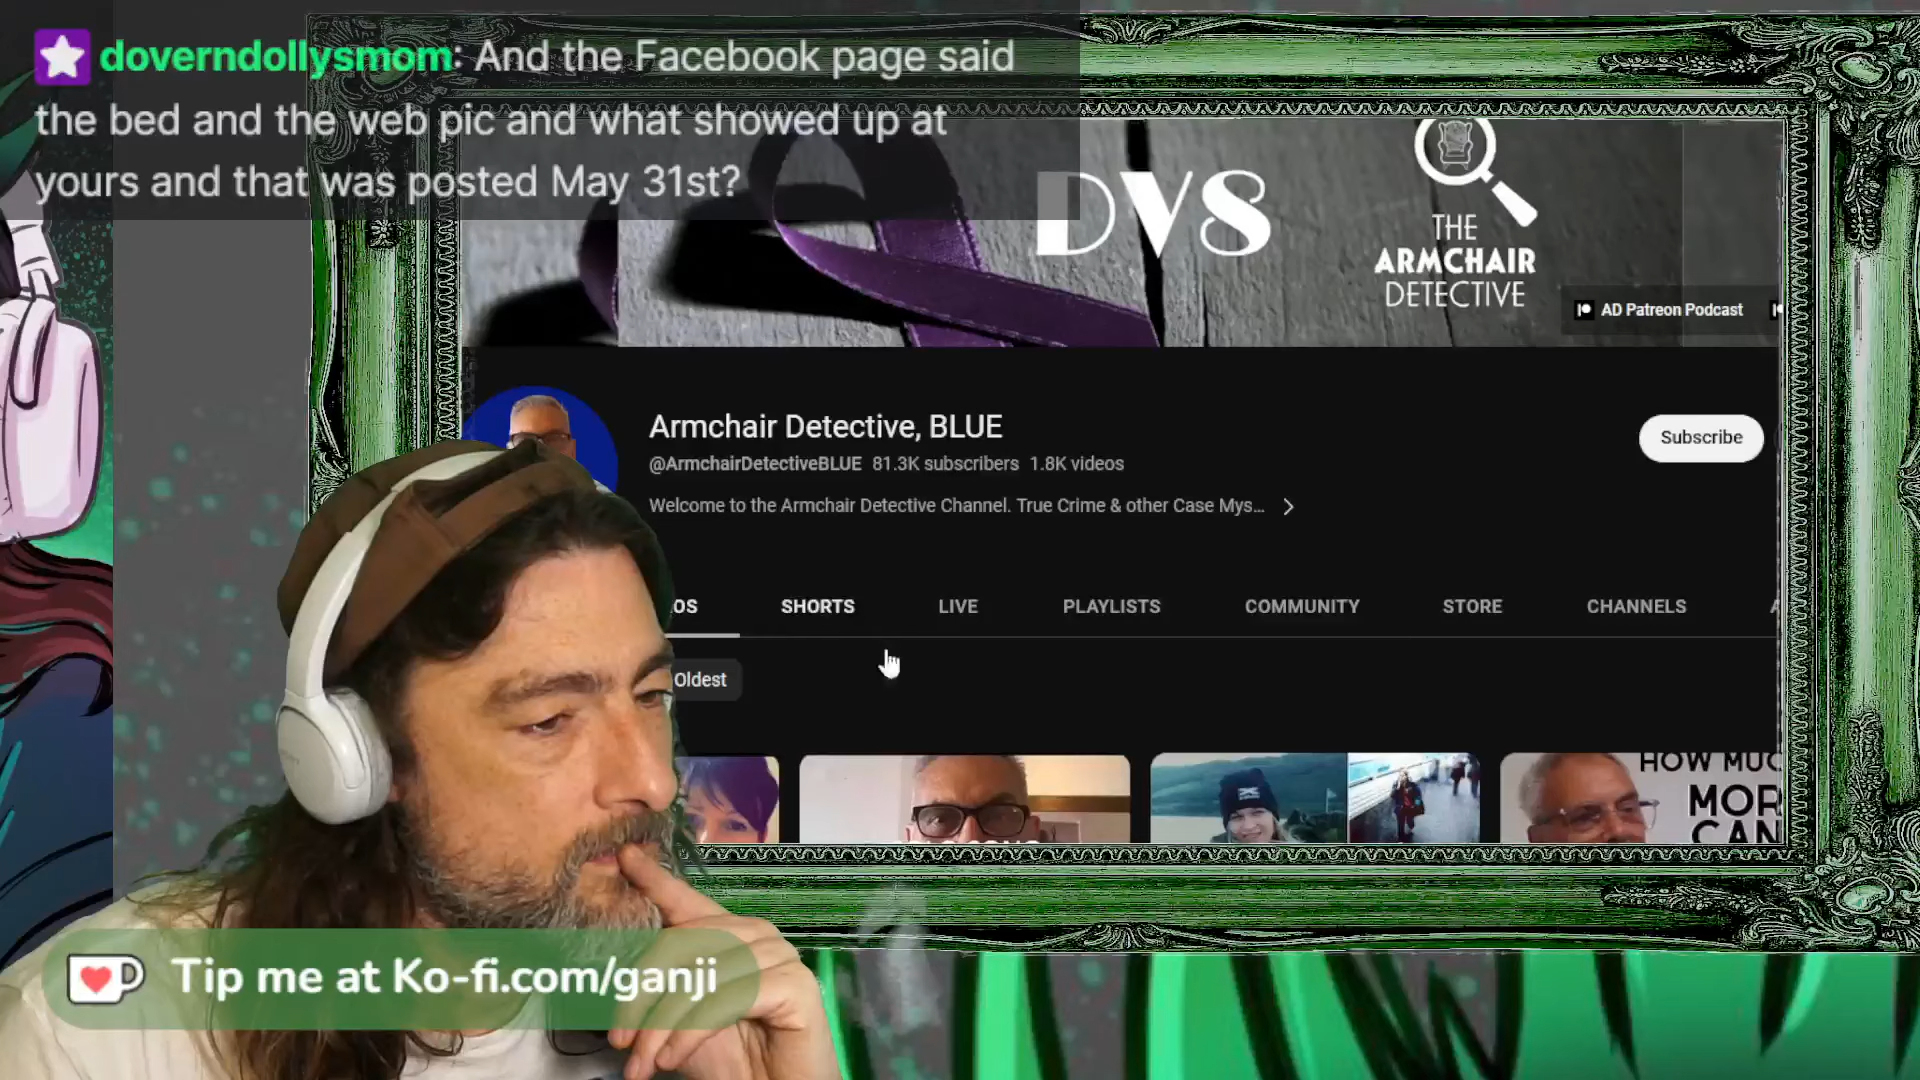 doverndollysmom: And the Facebook page said
the bed and the web pic and what showed up at
yours and that was posted May 31st?
DVS
THE
ARMCHAIR
DETECTIVE
AD Patreon Podcast
Armchair Detective, BLUE
Subscribe
@ArmchairDetectiveBLUE 81.3K subscribers 1.8K videos
Welcome to the Armchair Detective Channel. True Crime & other Case Mys...
OS SHORTS LIVE PLAYLISTS COMMUNITY STORE CHANNELS
Oldest
HOW MUC
MOR
CAN
Tip me at Ko-fi.com/ganji